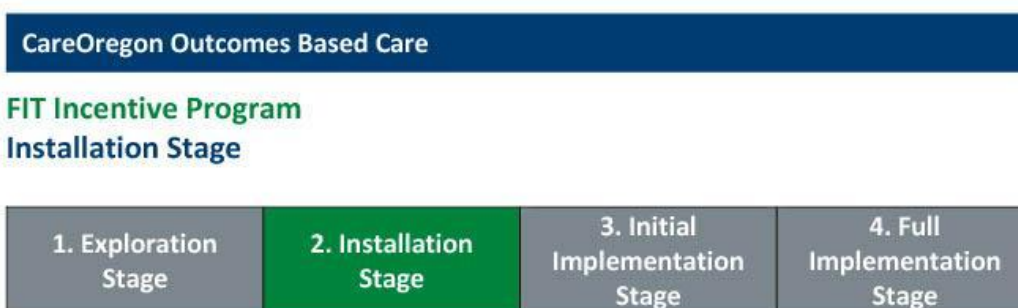 CareOregon Outcomes Based Care
FIT Incentive Program
Installation Stage
1. Exploration
Stage
2. Installation
Stage
3. Initial
Implementation
Stage
4. Full
Implementation
Stage